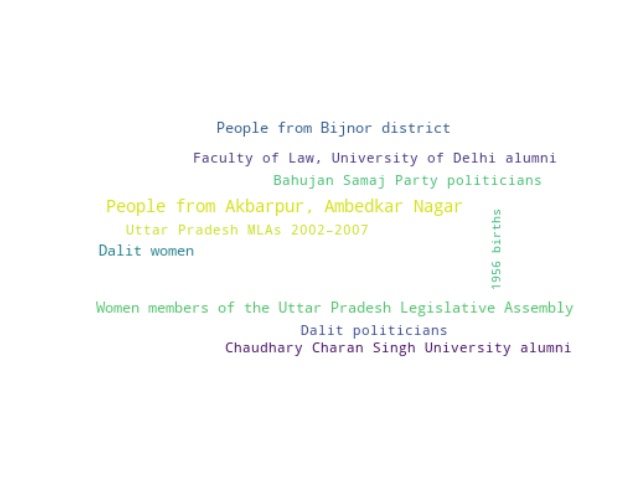 People from Bijnor district
Faculty of Law, University of Delhi alumni
Bahujan Samaj Party politicians
People from Akbarpur, Ambedkar Nagar
1956 births
Uttar Pradesh MLAs 2002–2007
Dalit women
Women members of the Uttar Pradesh Legislative Assembly
Dalit politicians
Chaudhary Charan Singh University alumni